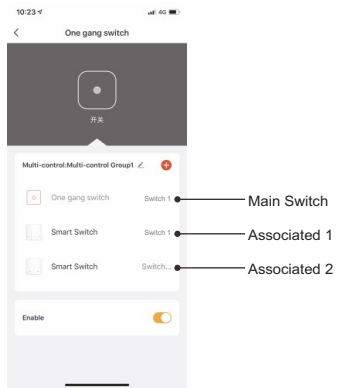 10:23
4G
One gang switch
开关
Multi-control:Multi-control Group1
One gang switch Switch 1 Main Switch
Smart Switch Switch 1 Associated 1
Smart Switch Switch... Associated 2
Enable